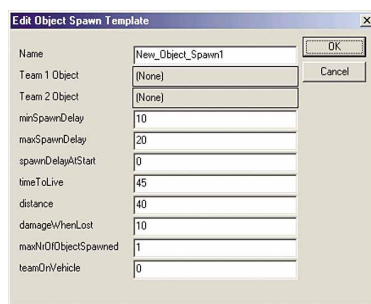 Edit Object Spawn Template
Name New_Object_Spawn1 OK
Team 1 Object (None) Cancel
Team 2 Object (None)
minSpawnDelay 10
maxSpawnDelay 20
spawnDelayAtStart 0
timeToLive 45
distance 40
damageWhenLost 10
maxNrOfObjectSpawned 1
teamOnVehicle 0